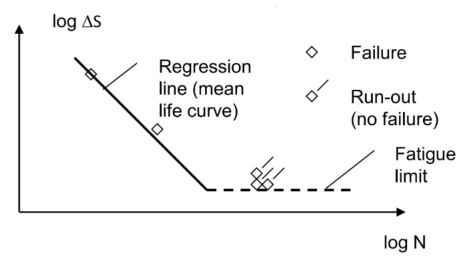 log ΔS
Failure
Regression
line (mean
life curve)
Run-out
(no failure)
Fatigue
limit
log N